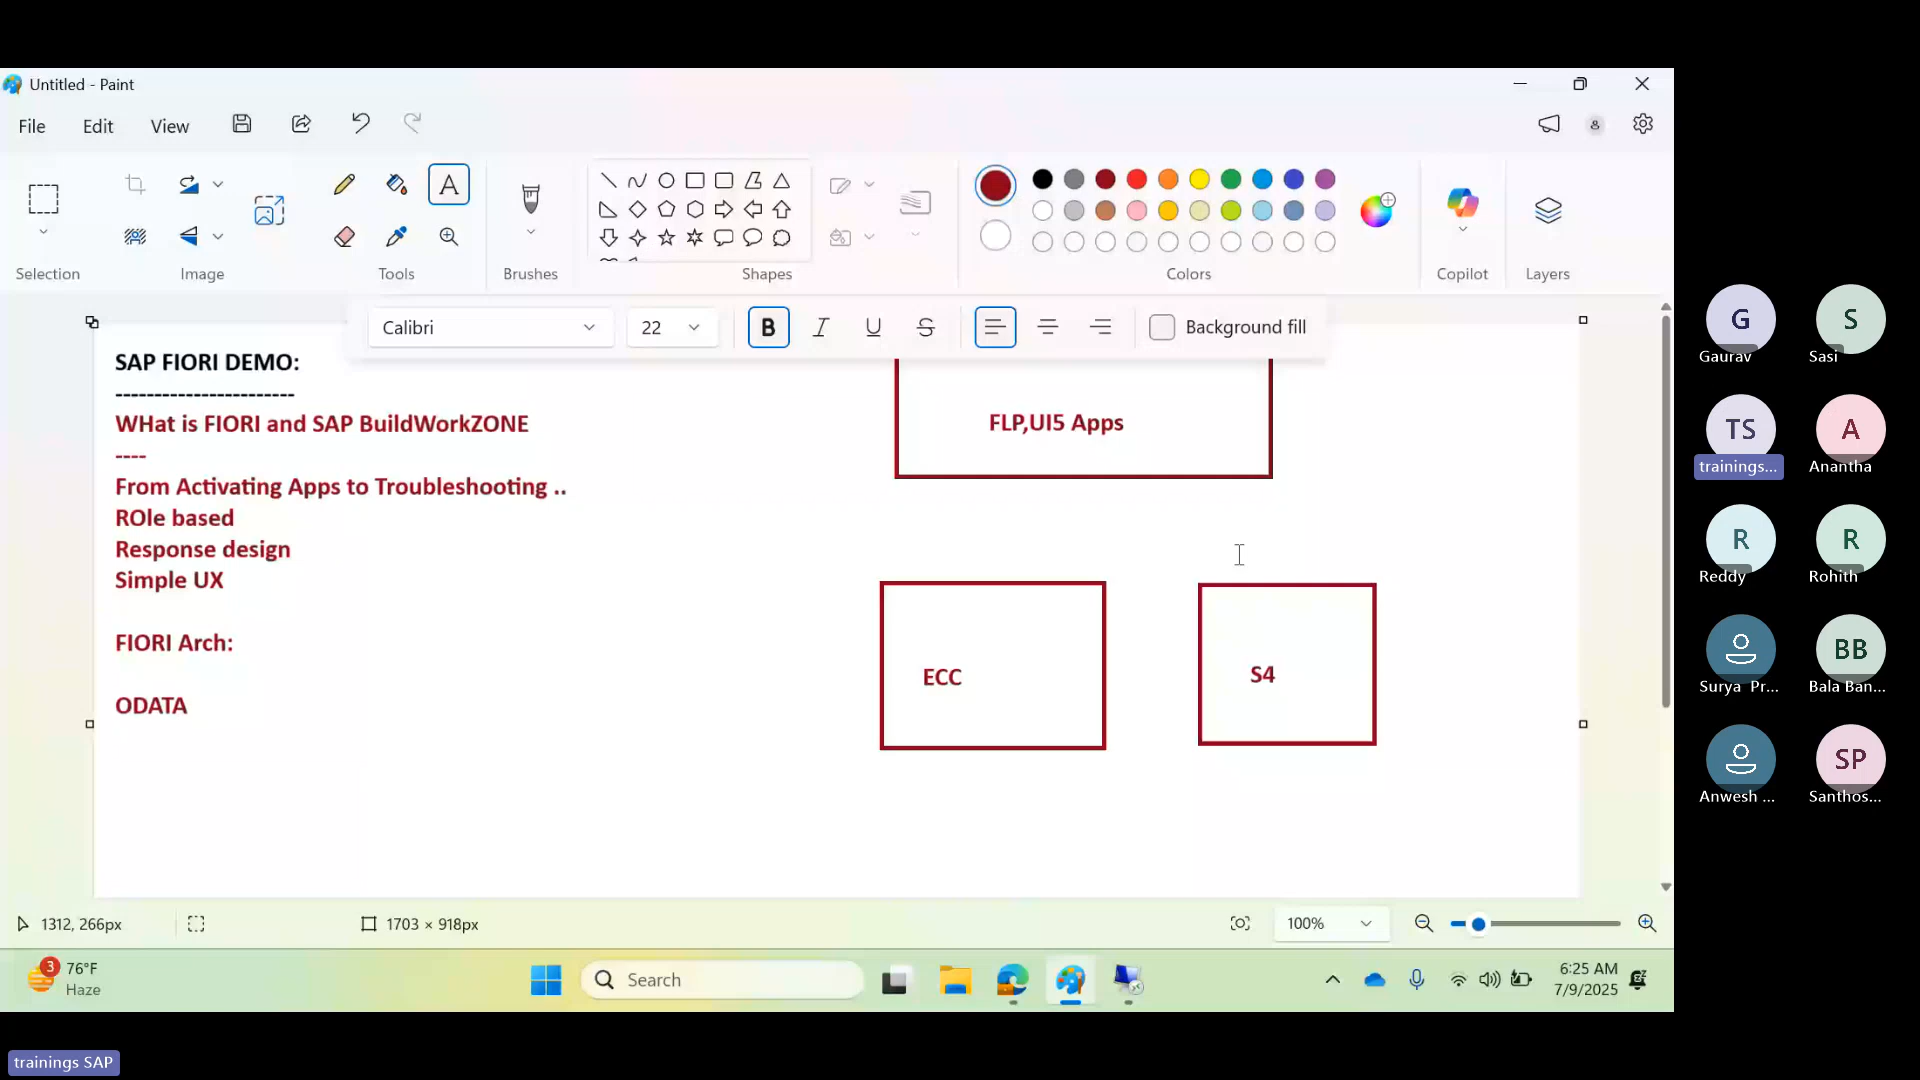 Untitled - Paint
File Edit View
Selection Image Tools Brushes Shapes Colors Copilot Layers
Calibri 22 B I U S Background fill
SAP FIORI DEMO:
-----------------------
WHat is FIORI and SAP BuildWorkZONE
----
From Activating Apps to Troubleshooting ..
ROle based
Response design
Simple UX
FIORI Arch:
ODATA
FLP,UI5 Apps
ECC
S4
1312, 266px
1703 × 918px
100%
3
76°F
Haze
Search
6:25 AM
7/9/2025
G
Gaurav
S
Sasi
TS
trainings...
A
Anantha
R
Reddy
R
Rohith
Surya Pr...
BB
Bala Ban...
Anwesh ...
SP
Santhos...
trainings SAP